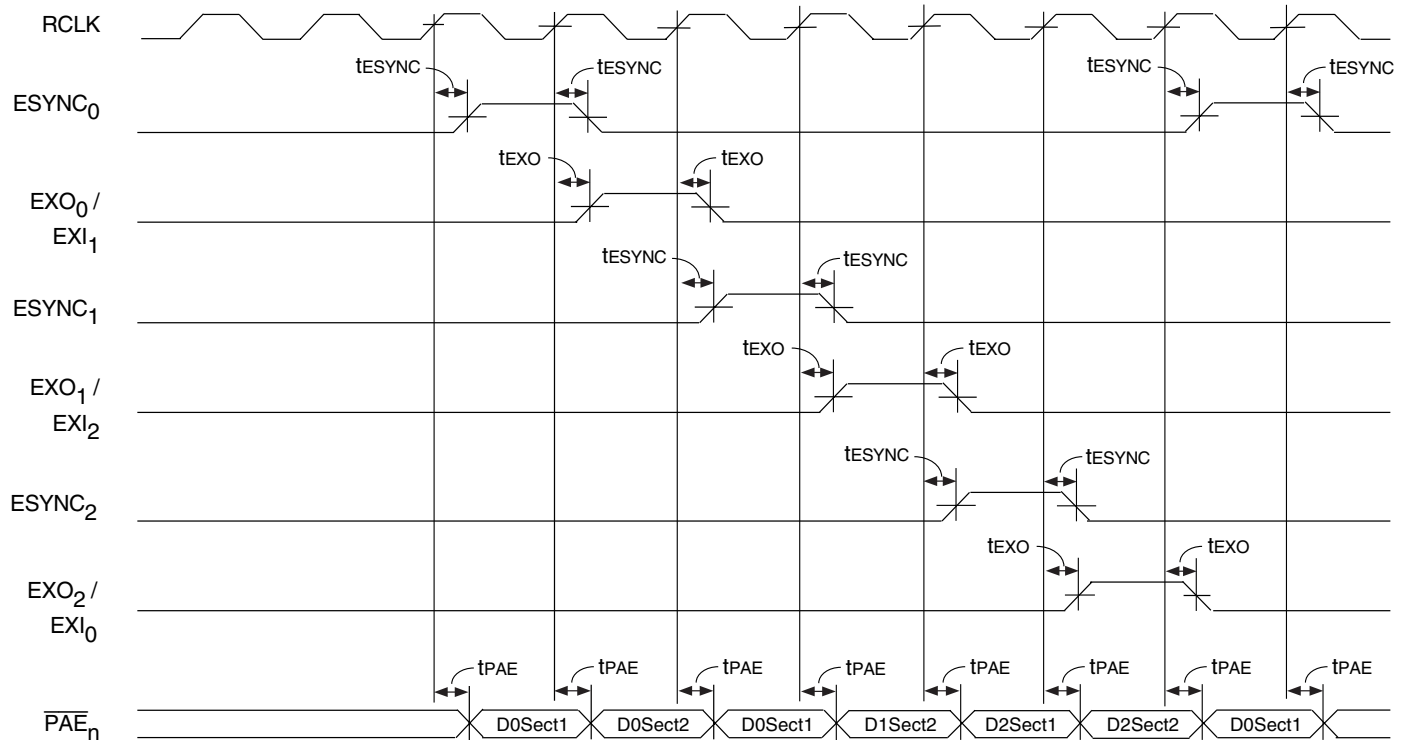 RCLK
tESYNC tESYNC tESYNC tESYNC
ESYNC0
tEXO tEXO
EXO0 /
EXI1
tESYNC tESYNC
ESYNC1
tEXO tEXO
EXO1 /
EXI2
tESYNC tESYNC
ESYNC2
tEXO tEXO
EXO2 /
EXI0
tPAE tPAE tPAE tPAE tPAE tPAE tPAE tPAE
PAEn D0Sect1 D0Sect2 D0Sect1 D1Sect2 D2Sect1 D2Sect2 D0Sect1